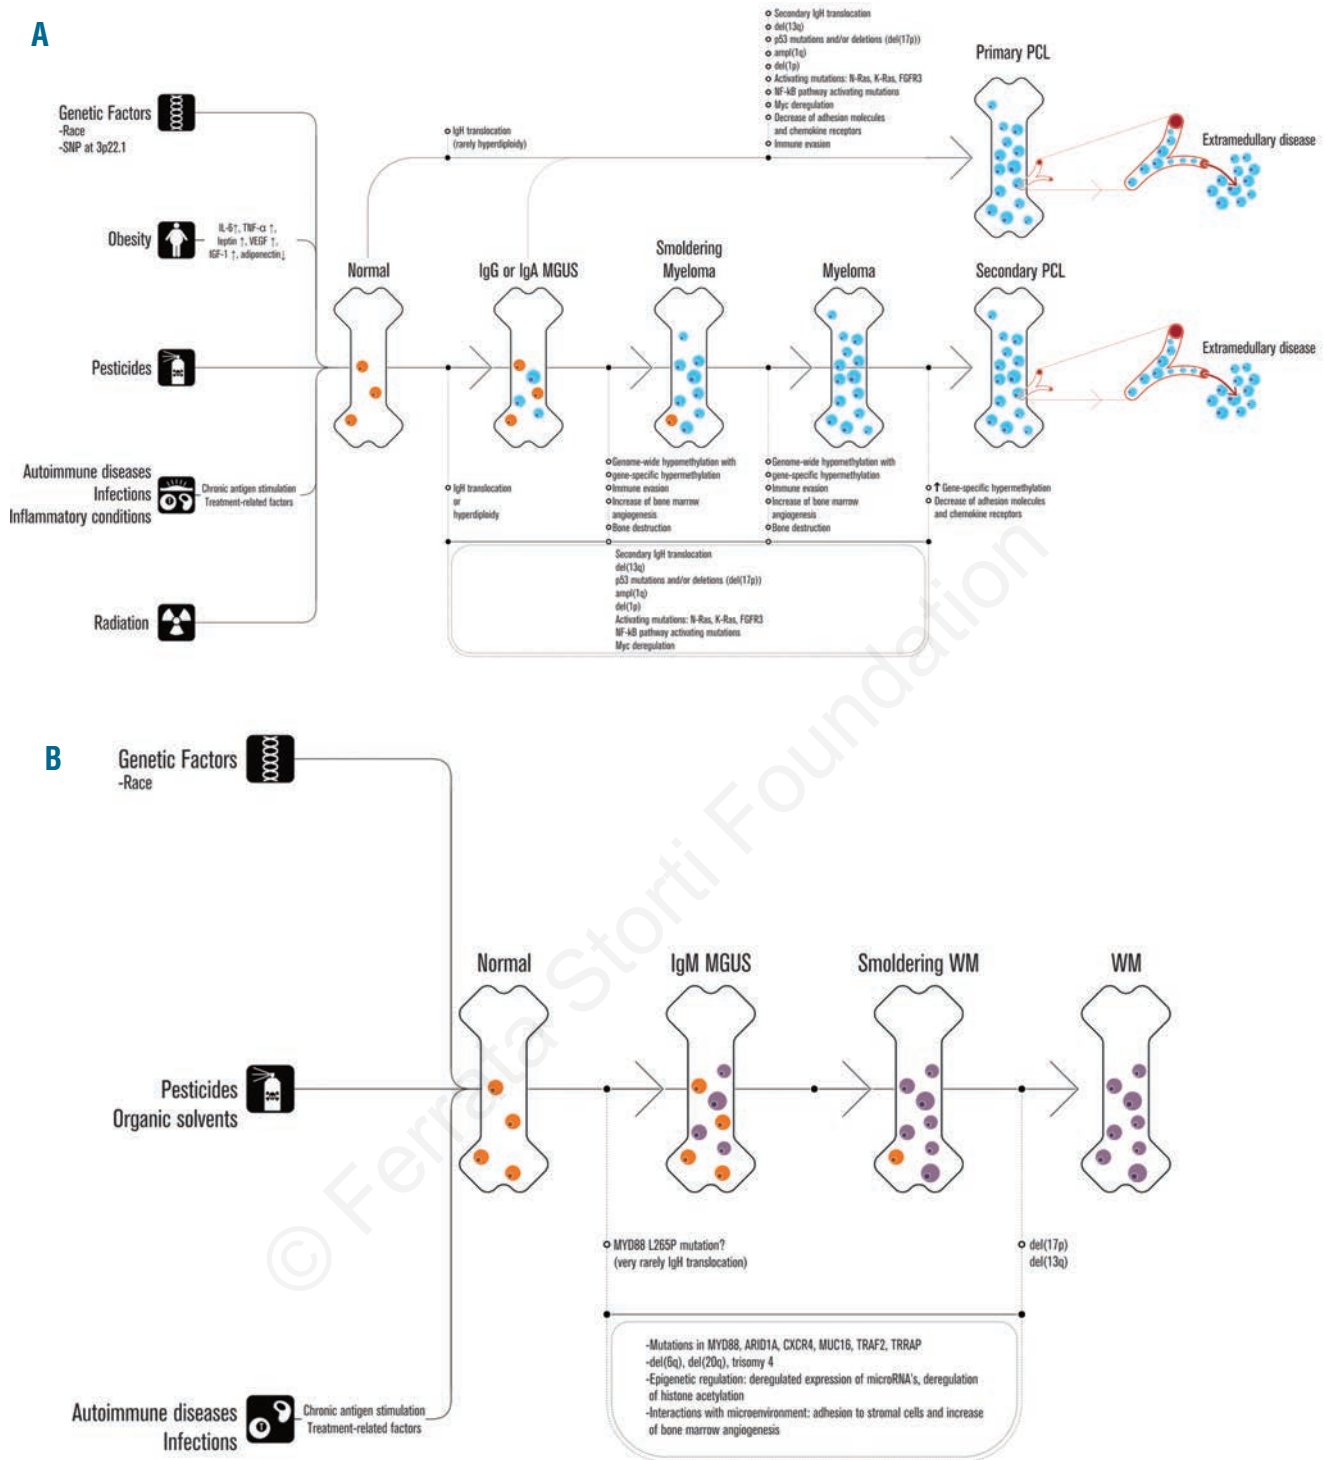 A
Genetic Factors
-Race
-SNP at 3p22.1
Obesity
IL-6↑, TNF-α ↑,
leptin ↑, VEGF ↑,
IGF-1 ↑, adiponectin↓
Pesticides
Autoimmune diseases
Infections
Inflammatory conditions
Chronic antigen stimulation
Treatment-related factors
Radiation
IgH translocation
(rarely hyperdiploidy)
Secondary IgH translocation
del(13q)
p53 mutations and/or deletions (del(17p))
ampl(1q)
del(1p)
Activating mutations: N-Ras, K-Ras, FGFR3
NF-kB pathway activating mutations
Myc deregulation
Decrease of adhesion molecules
and chemokine receptors
Immune evasion
Primary PCL
Extramedullary disease
Normal
IgG or IgA MGUS
Smoldering
Myeloma
Myeloma
Secondary PCL
Extramedullary disease
IgH translocation
or
hyperdiploidy
Genome-wide hypomethylation with
gene-specific hypermethylation
Immune evasion
Increase of bone marrow
angiogenesis
Bone destruction
Genome-wide hypomethylation with
gene-specific hypermethylation
Immune evasion
Increase of bone marrow
angiogenesis
Bone destruction
↑ Gene-specific hypermethylation
Decrease of adhesion molecules
and chemokine receptors
Secondary IgH translocation
del(13q)
p53 mutations and/or deletions (del(17p))
ampl(1q)
del(1p)
Activating mutations: N-Ras, K-Ras, FGFR3
NF-kB pathway activating mutations
Myc deregulation
B
Genetic Factors
-Race
Pesticides
Organic solvents
Autoimmune diseases
Infections
Chronic antigen stimulation
Treatment-related factors
Normal
IgM MGUS
Smoldering WM
WM
MYD88 L265P mutation?
(very rarely IgH translocation)
del(17p)
del(13q)
-Mutations in MYD88, ARID1A, CXCR4, MUC16, TRAF2, TRRAP
-del(6q), del(20q), trisomy 4
-Epigenetic regulation: deregulated expression of microRNA's, deregulation
of histone acetylation
-Interactions with microenvironment: adhesion to stromal cells and increase
of bone marrow angiogenesis
© Ferrata Storti Foundation